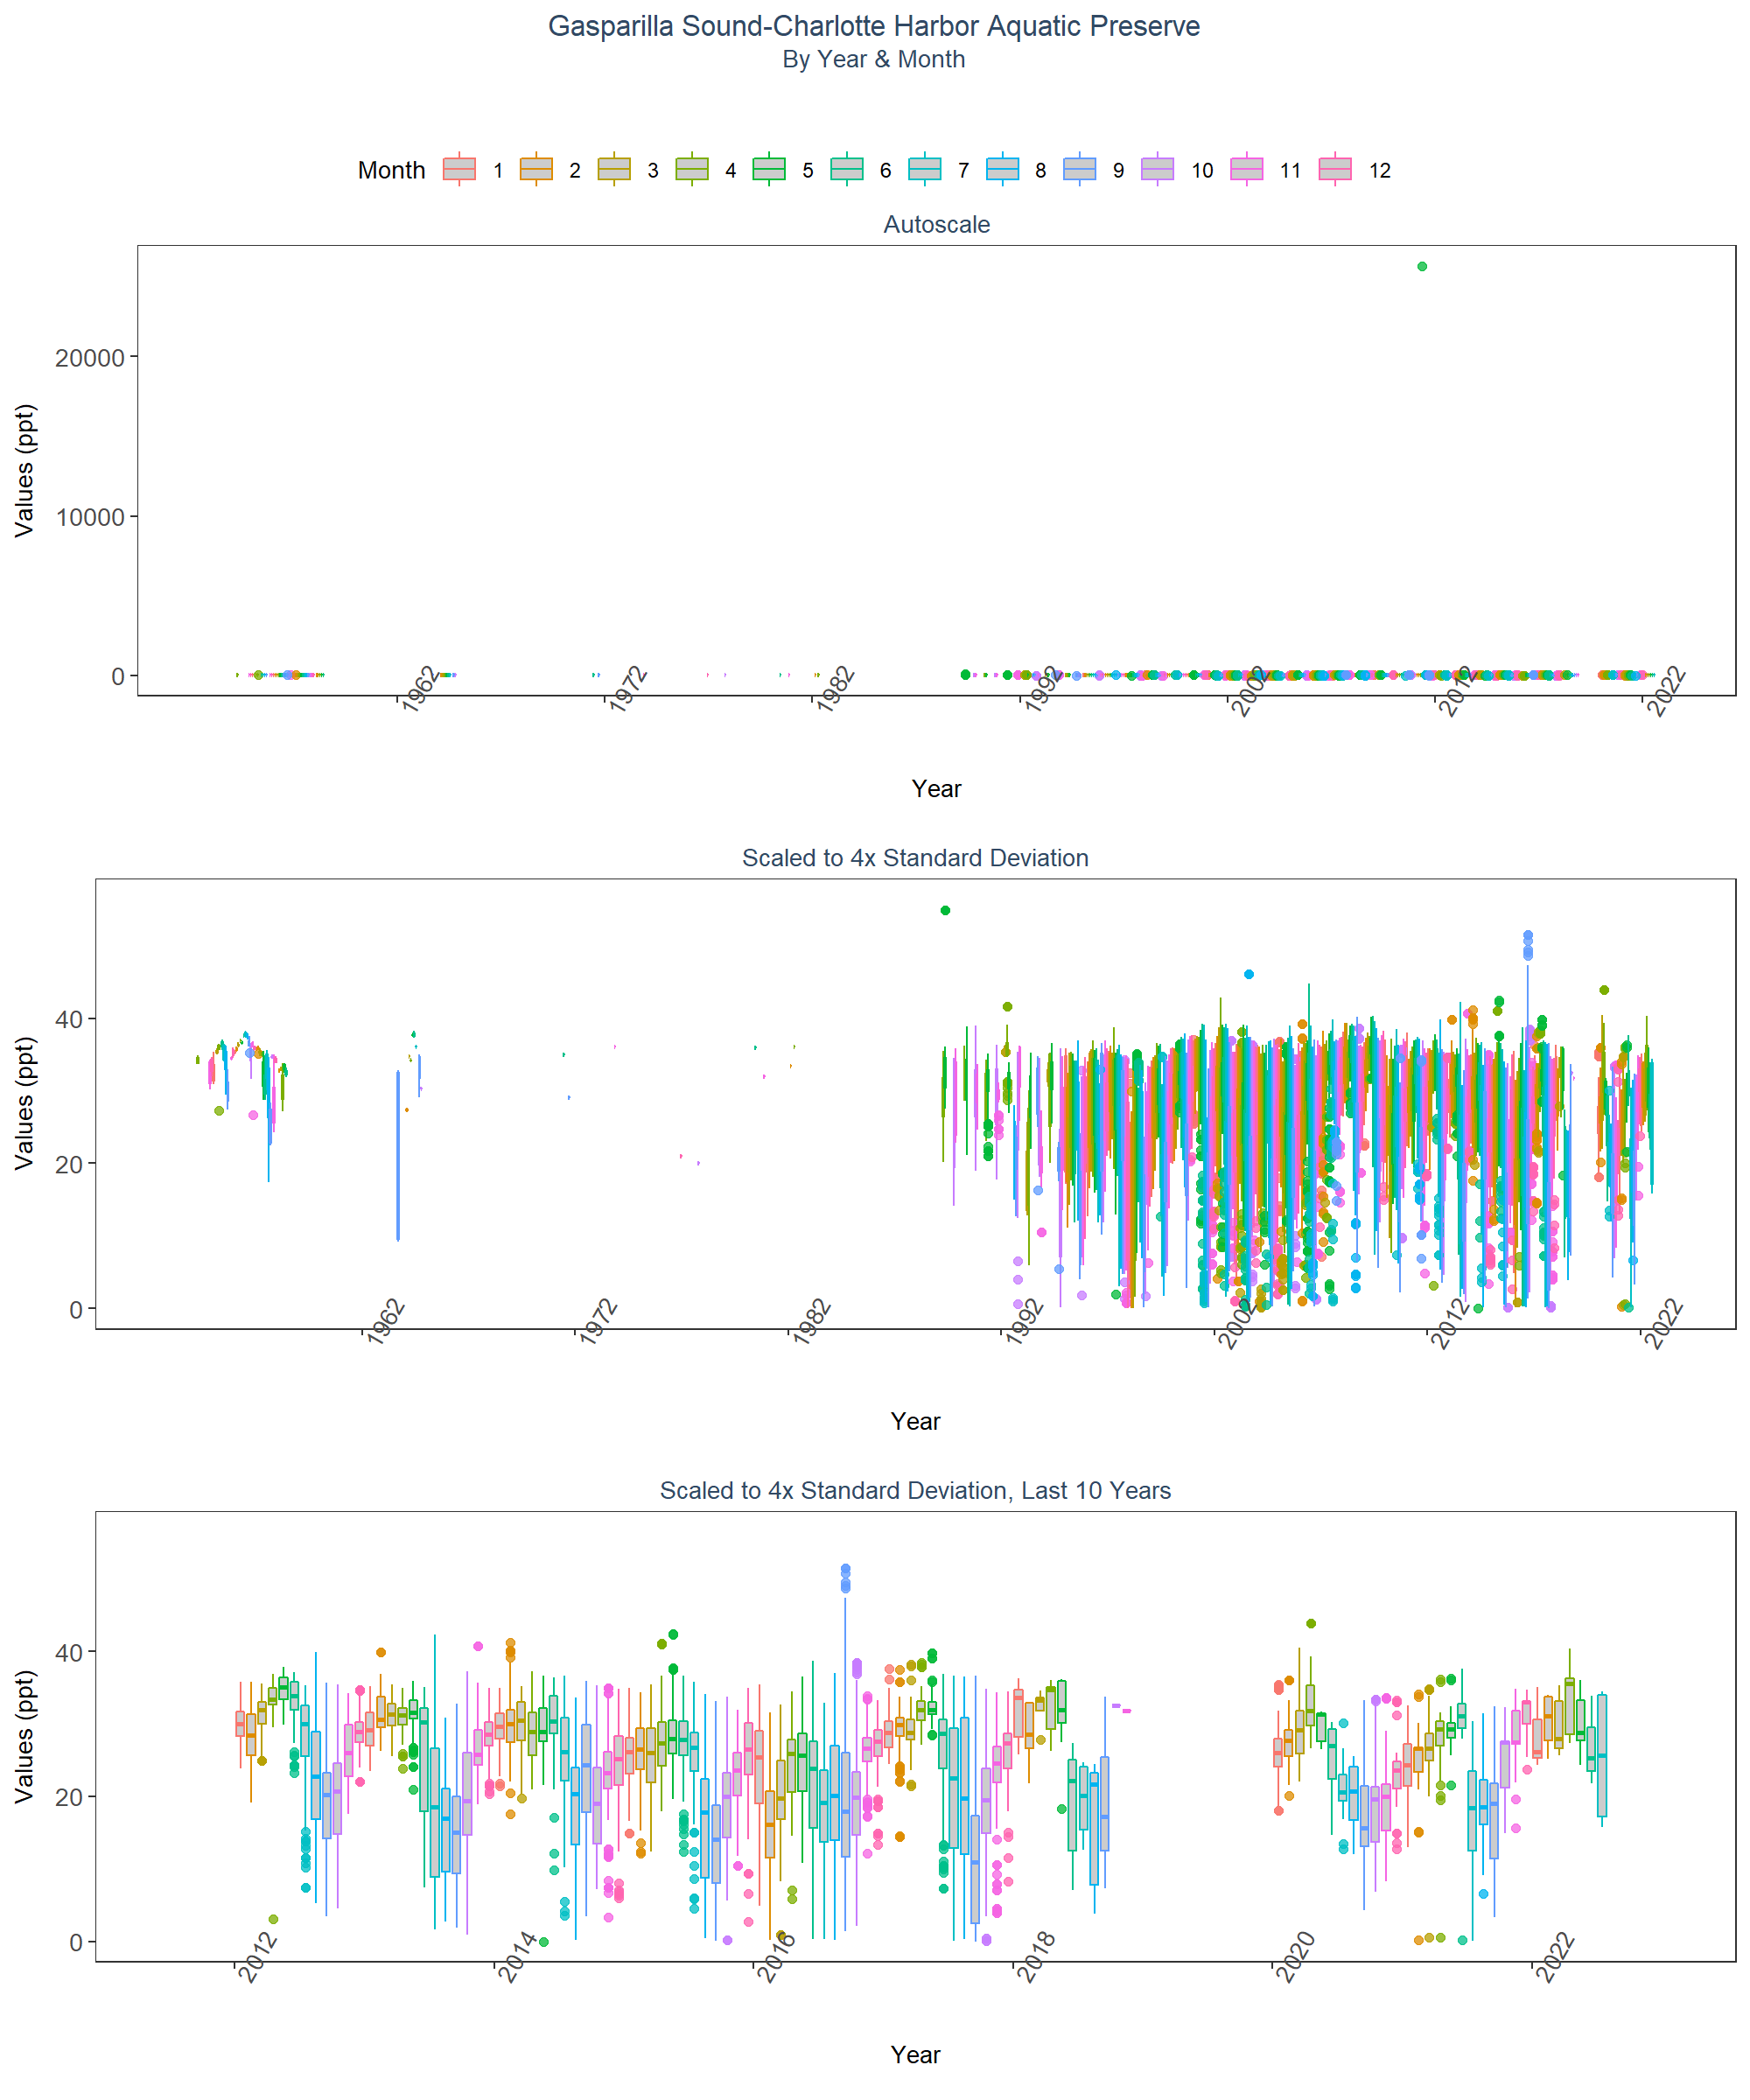 Gasparilla Sound-Charlotte Harbor Aquatic Preserve
By Year & Month
Month 1 2 3 4 5 6 7 8 9 10 11 12
Autoscale
Values (ppt)
20000
10000
0
1962 1972 1982 1992 2002 2012 2022
Year
Scaled to 4x Standard Deviation
Values (ppt)
40
20
0
1962 1972 1982 1992 2002 2012 2022
Year
Scaled to 4x Standard Deviation, Last 10 Years
Values (ppt)
40
20
0
2012 2014 2016 2018 2020 2022
Year